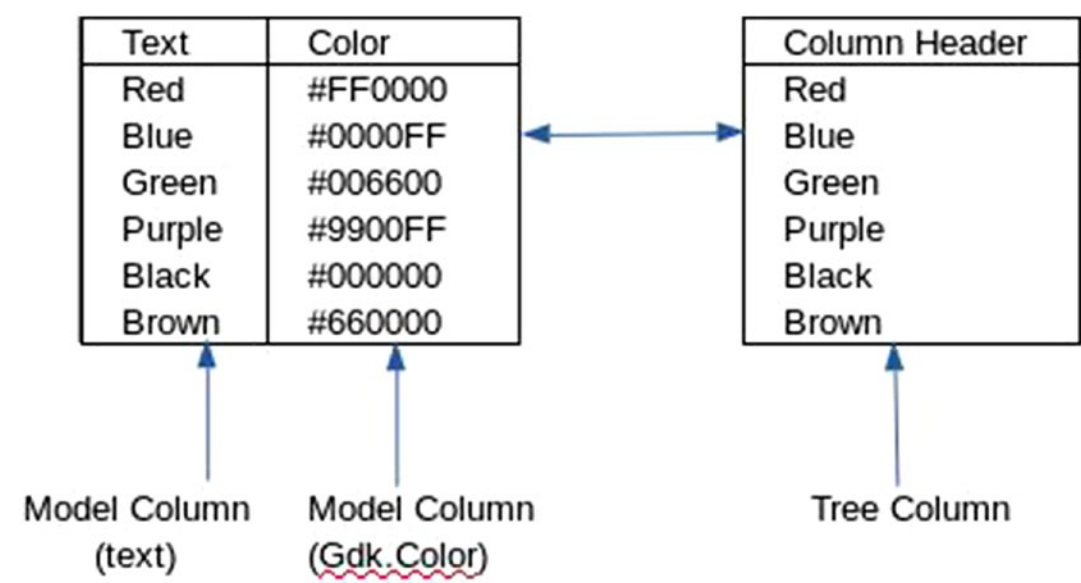 Text Color Column Header
Red #FF0000 Red
Blue #0000FF Blue
Green #006600 Green
Purple #9900FF Purple
Black #000000 Black
Brown #660000 Brown
Model Column Model Column Tree Column
(text) (Gdk.Color)